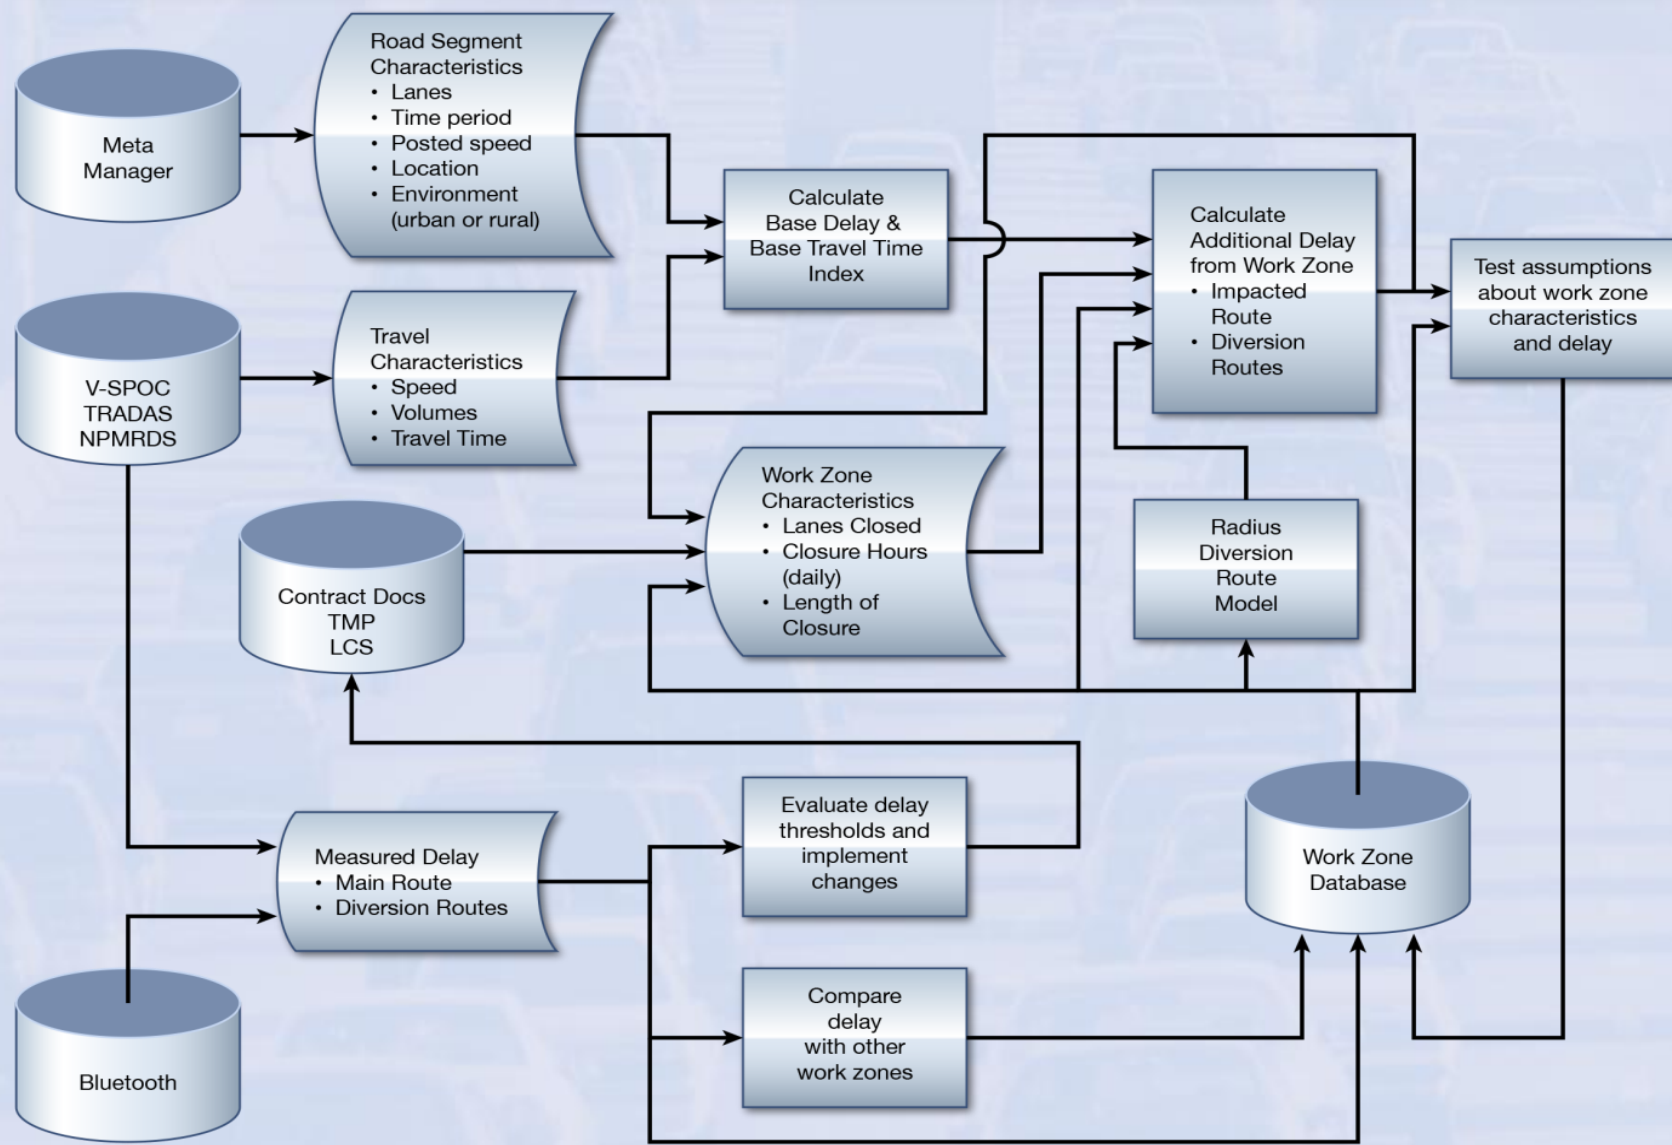 Meta
Manager
Road Segment
Characteristics
• Lanes
• Time period
• Posted speed
• Location
• Environment
(urban or rural)
V-SPOC
TRADAS
NPMRDS
Travel
Characteristics
• Speed
• Volumes
• Travel Time
Calculate
Base Delay &
Base Travel Time
Index
Calculate
Additional Delay
from Work Zone
• Impacted
Route
• Diversion
Routes
Test assumptions
about work zone
characteristics
and delay
Contract Docs
TMP
LCS
Work Zone
Characteristics
• Lanes Closed
• Closure Hours
(daily)
• Length of
Closure
Radius
Diversion
Route
Model
Measured Delay
• Main Route
• Diversion Routes
Evaluate delay
thresholds and
implement
changes
Work Zone
Database
Bluetooth
Compare
delay
with other
work zones